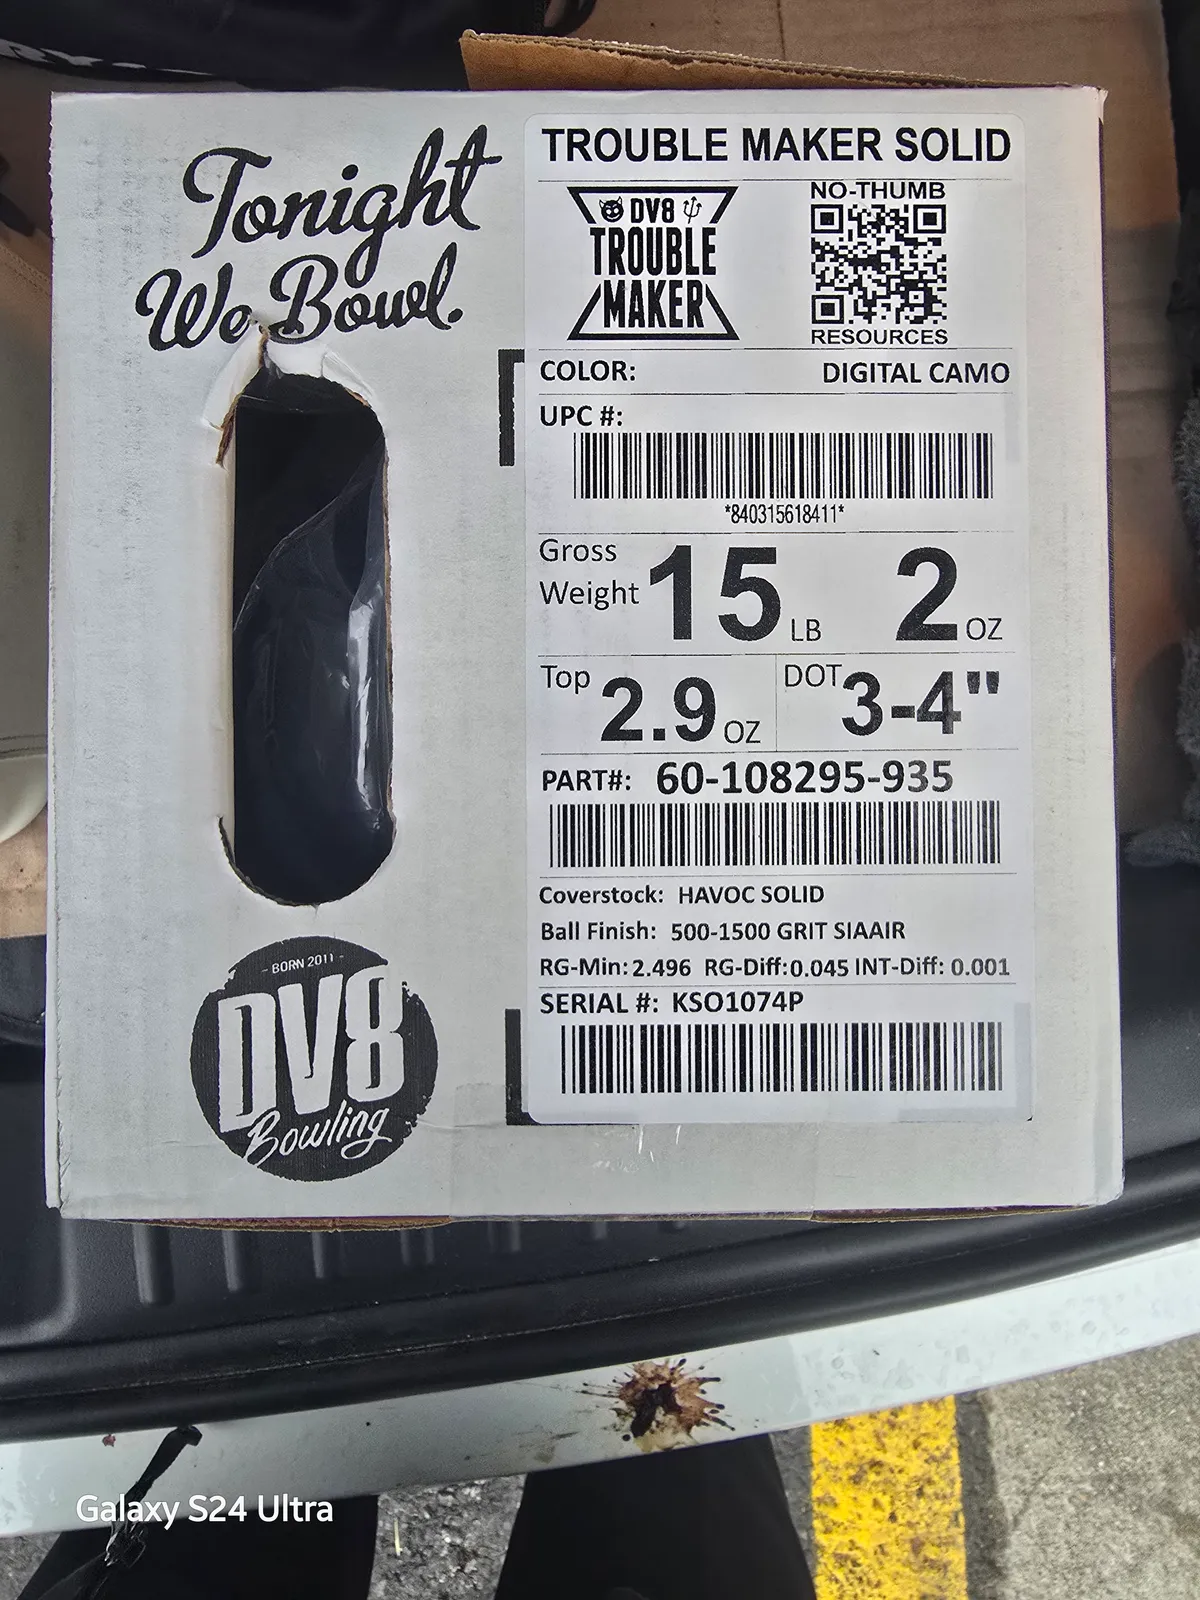 Tonight
We Bowl.
TROUBLE MAKER SOLID
DV8
TROUBLE
MAKER
NO-THUMB
RESOURCES
COLOR: DIGITAL CAMO
UPC #:
*840315618411*
Gross
Weight 15 LB 2 OZ
Top 2.9 OZ DOT 3-4"
PART#: 60-108295-935
Coverstock: HAVOC SOLID
Ball Finish: 500-1500 GRIT SIAAIR
RG-Min: 2.496 RG-Diff: 0.045 INT-Diff: 0.001
SERIAL #: KSO1074P
- BORN 2011 -
DV8
Bowling
Galaxy S24 Ultra